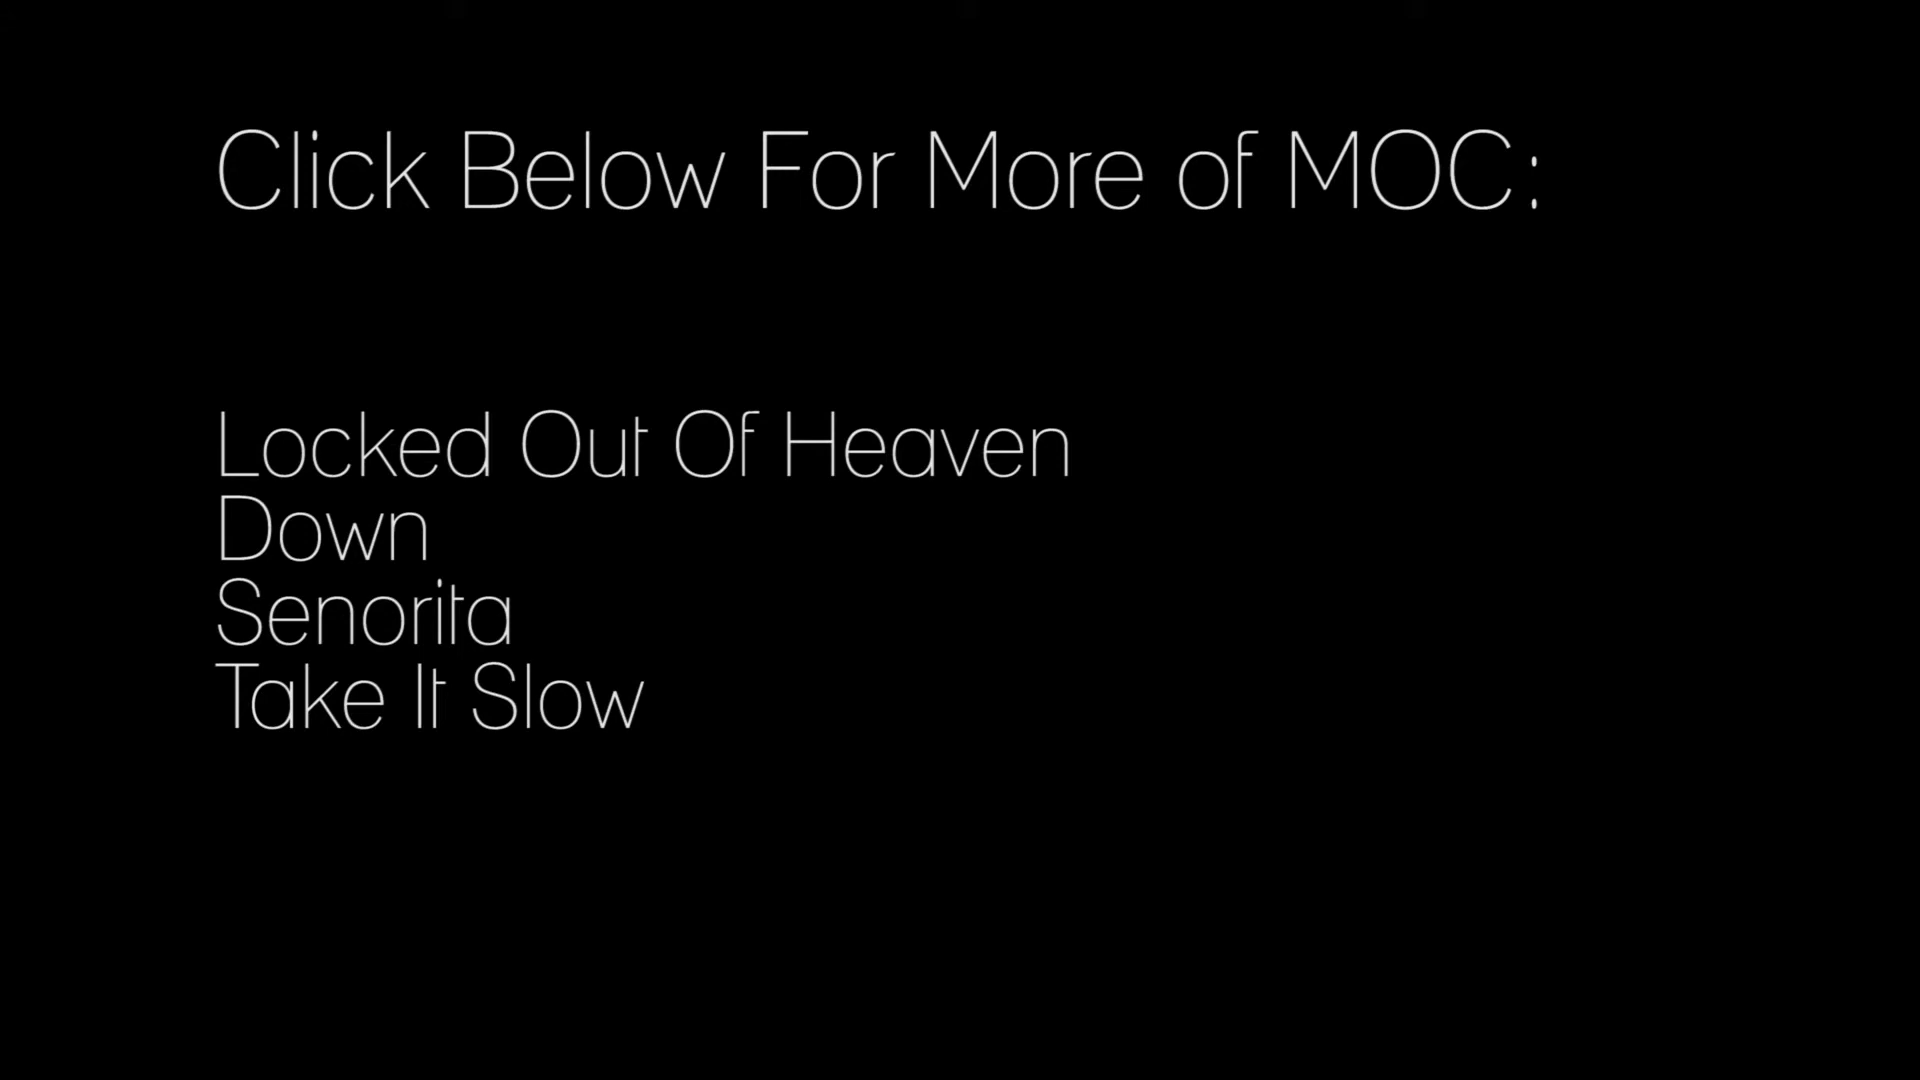 Click Below For More of MOC:
Locked Out Of Heaven
Down
Senorita
Take It Slow